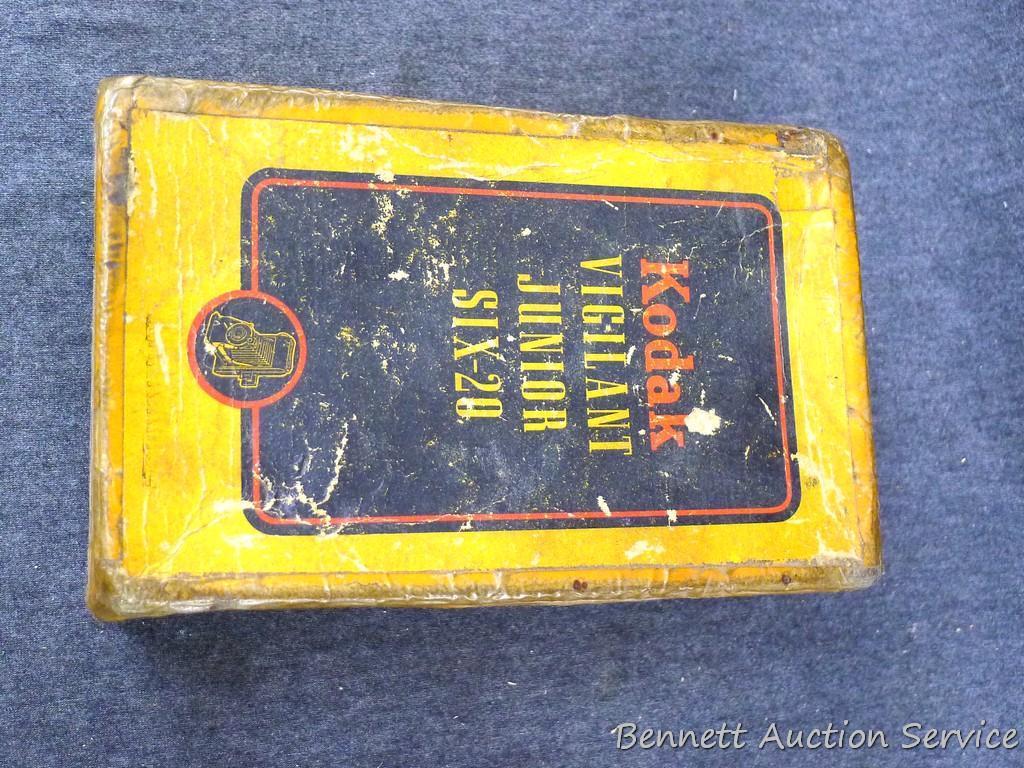 Kodak
VIGILANT
JUNIOR
SIX-20
Bennett Auction Service